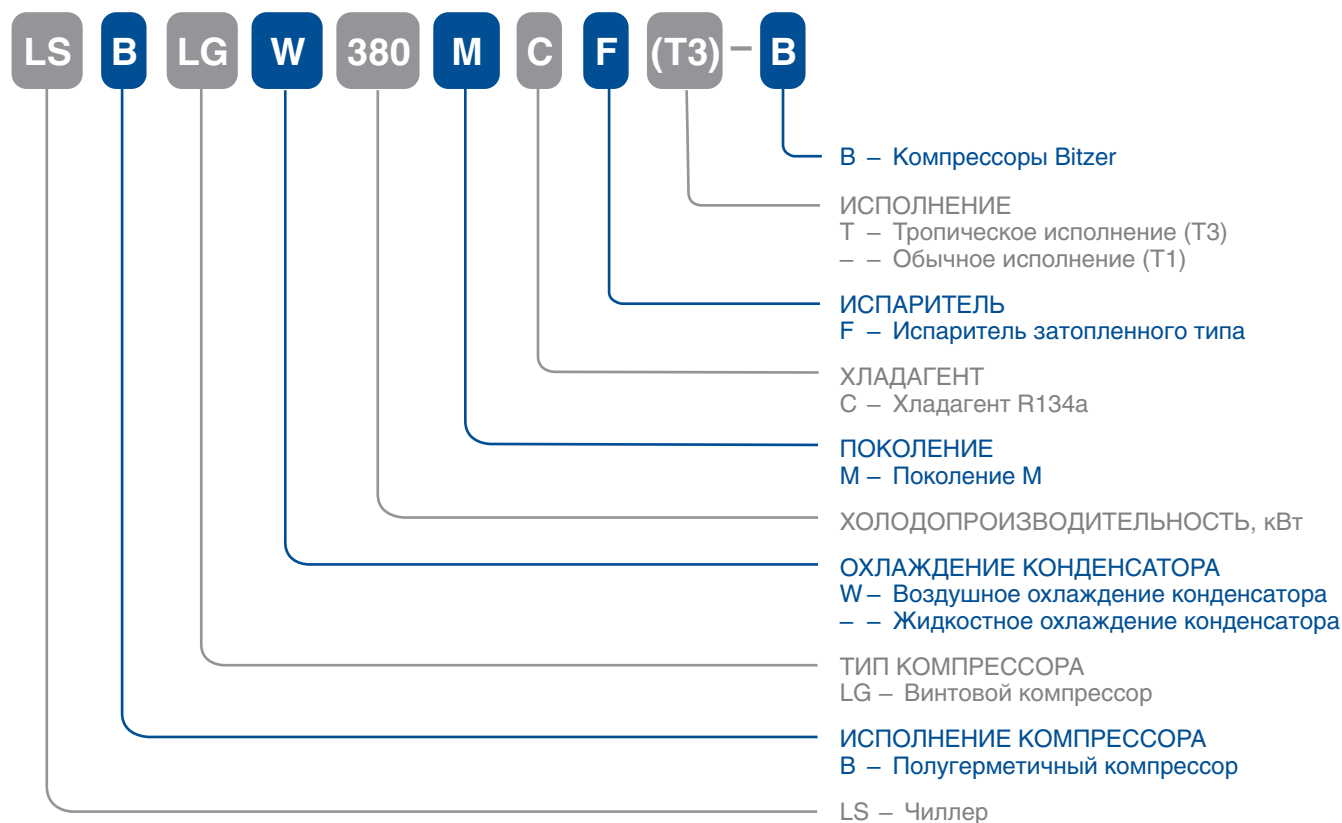 LS B LG W 380 M C F (T3) – B
B – Компрессоры Bitzer
ИСПОЛНЕНИЕ
T – Тропическое исполнение (T3)
– – Обычное исполнение (T1)
ИСПАРИТЕЛЬ
F – Испаритель затопленного типа
ХЛАДАГЕНТ
C – Хладагент R134a
ПОКОЛЕНИЕ
M – Поколение M
ХОЛОДОПРОИЗВОДИТЕЛЬНОСТЬ, кВт
ОХЛАЖДЕНИЕ КОНДЕНСАТОРА
W – Воздушное охлаждение конденсатора
– – Жидкостное охлаждение конденсатора
ТИП КОМПРЕССОРА
LG – Винтовой компрессор
ИСПОЛНЕНИЕ КОМПРЕССОРА
B – Полугерметичный компрессор
LS – Чиллер